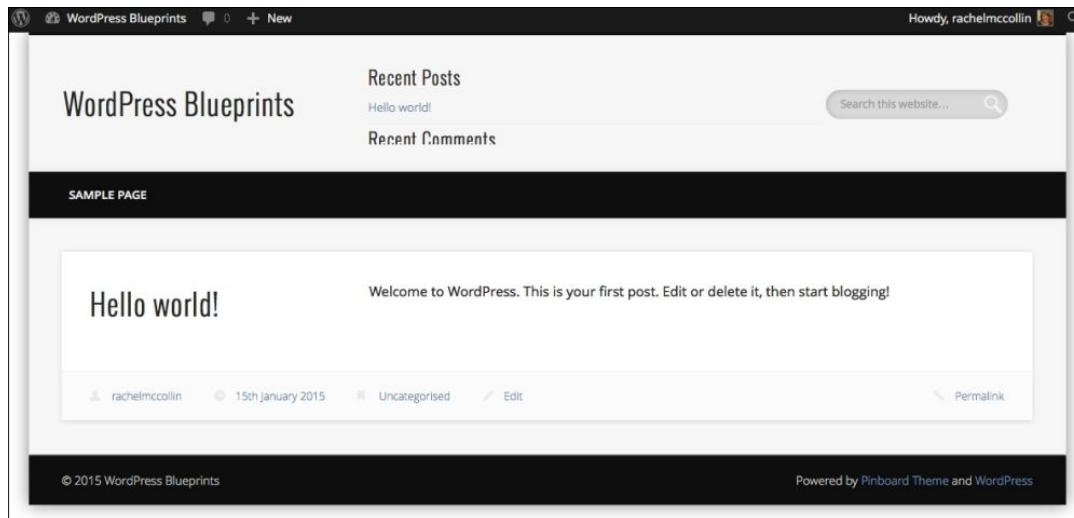 WordPress Blueprints 0 + New Howdy, rachelmccollin
WordPress Blueprints
Recent Posts
Hello world!
Recent Comments
Search this website...
SAMPLE PAGE
Hello world!
Welcome to WordPress. This is your first post. Edit or delete it, then start blogging!
rachelmccollin 15th January 2015 Uncategorised Edit Permalink
© 2015 WordPress Blueprints Powered by Pinboard Theme and WordPress